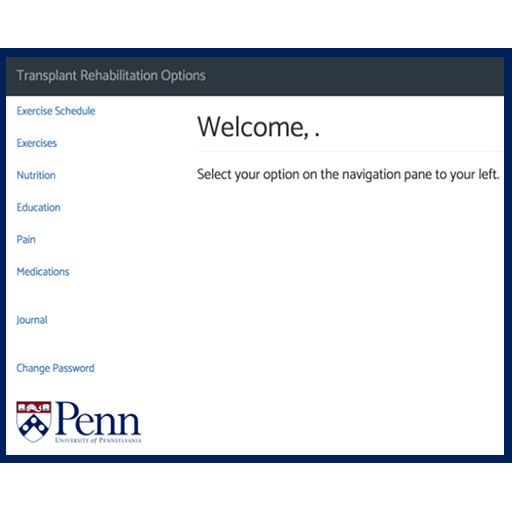 Transplant Rehabilitation Options
Exercise Schedule
Exercises
Nutrition
Education
Pain
Medications
Journal
Change Password
Welcome, .
Select your option on the navigation pane to your left.
Penn
UNIVERSITY of PENNSYLVANIA